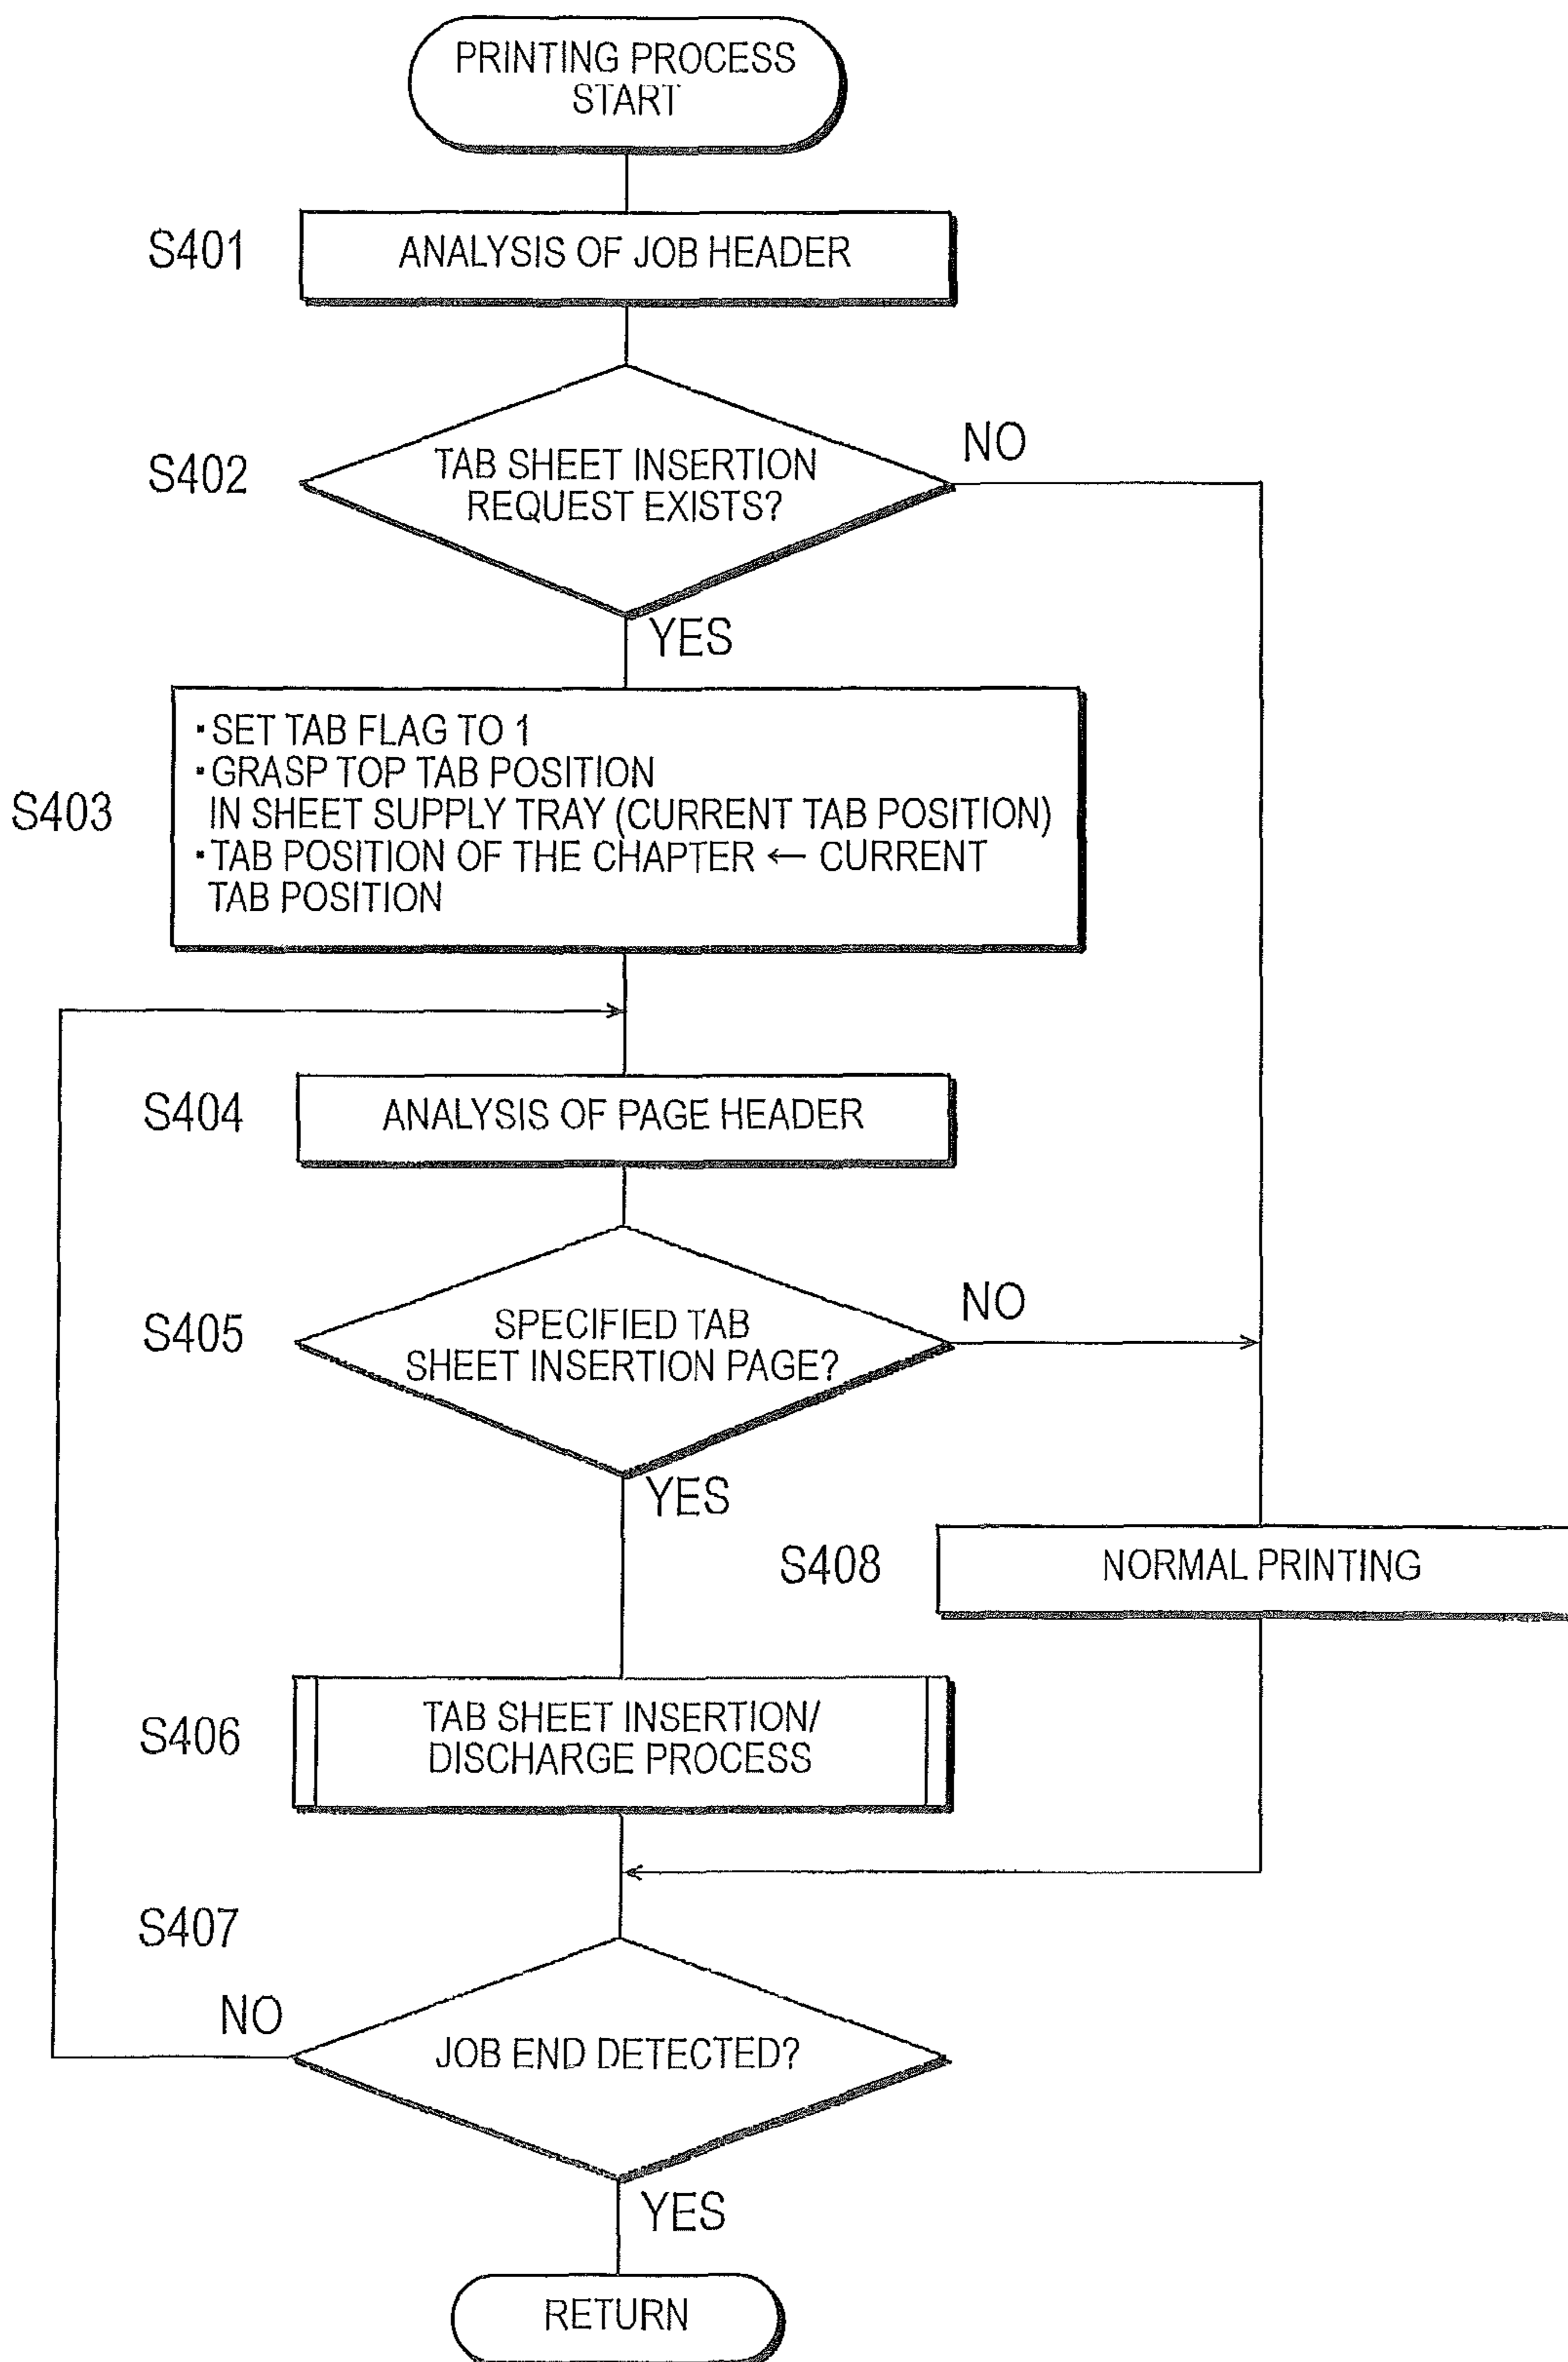 PRINTING PROCESS
START
S401
ANALYSIS OF JOB HEADER
S402
TAB SHEET INSERTION
REQUEST EXISTS?
NO
YES
S403
・SET TAB FLAG TO 1
・GRASP TOP TAB POSITION
IN SHEET SUPPLY TRAY (CURRENT TAB POSITION)
・TAB POSITION OF THE CHAPTER ← CURRENT
TAB POSITION
S404
ANALYSIS OF PAGE HEADER
S405
SPECIFIED TAB
SHEET INSERTION PAGE?
NO
YES
S408
NORMAL PRINTING
S406
TAB SHEET INSERTION/
DISCHARGE PROCESS
S407
NO
JOB END DETECTED?
YES
RETURN